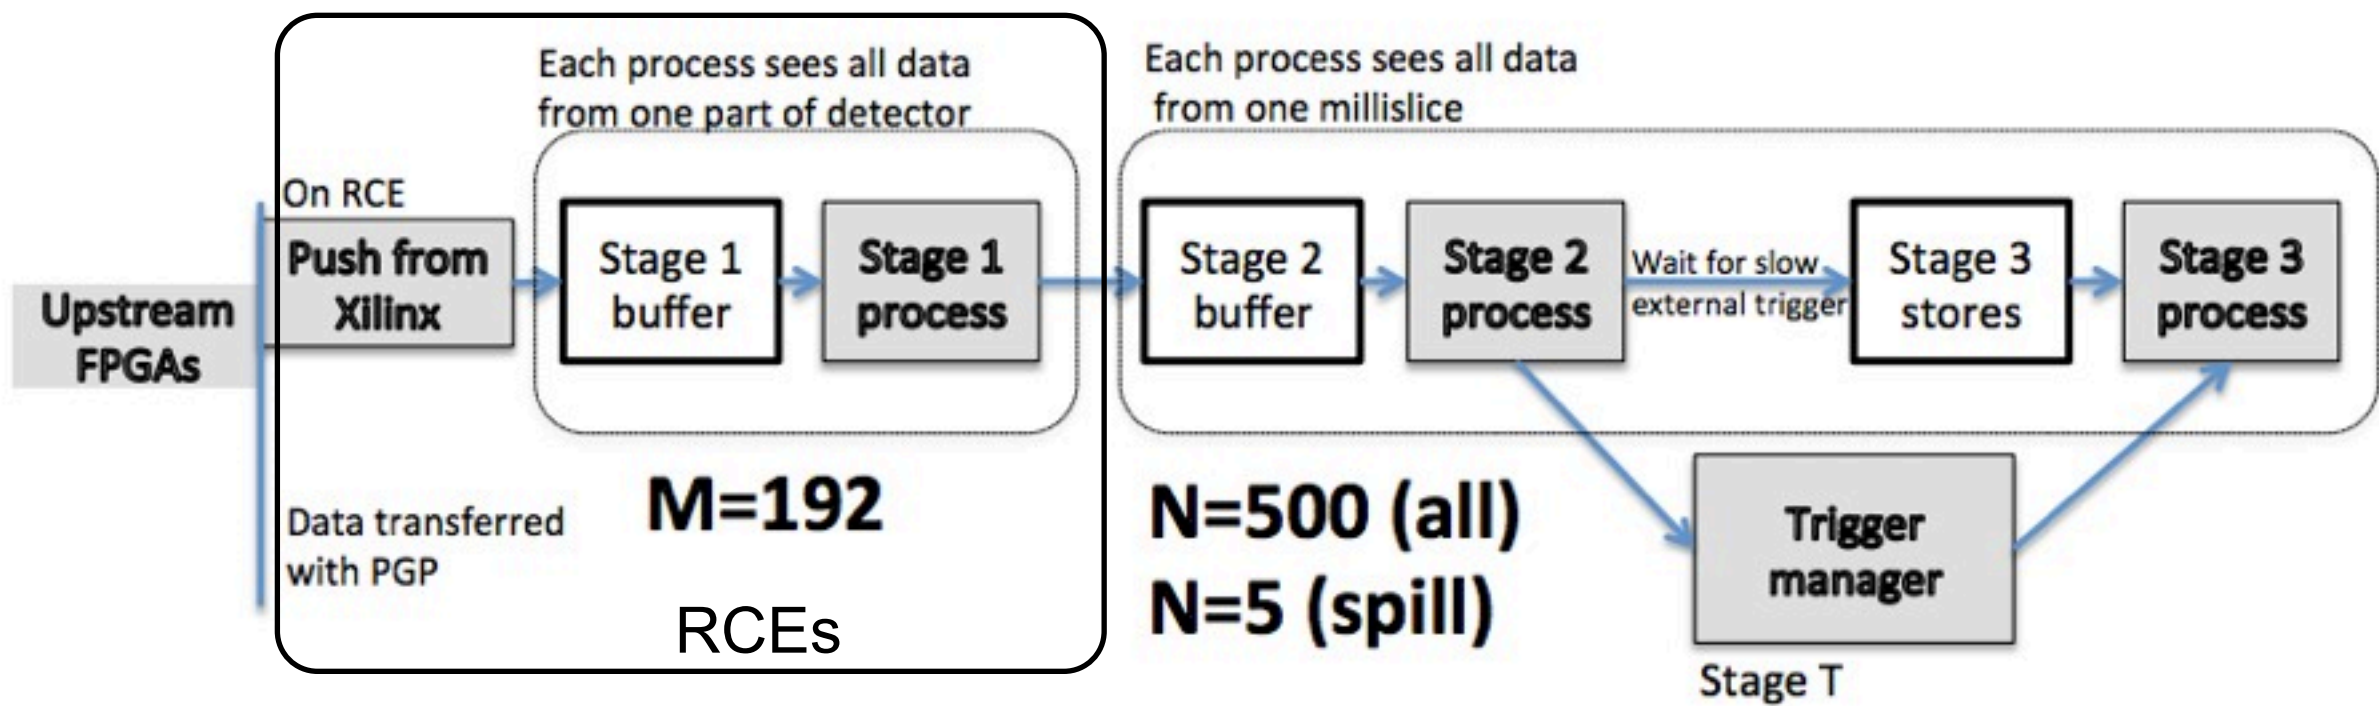 Each process sees all data
from one part of detector
Each process sees all data
from one millislice
On RCE
Push from
Xilinx
Upstream
FPGAs
Stage 1
buffer
Stage 1
process
Stage 2
buffer
Stage 2
process
Wait for slow
external trigger
Stage 3
stores
Stage 3
process
Data transferred
with PGP
M=192
RCEs
N=500 (all)
N=5 (spill)
Trigger
manager
Stage T